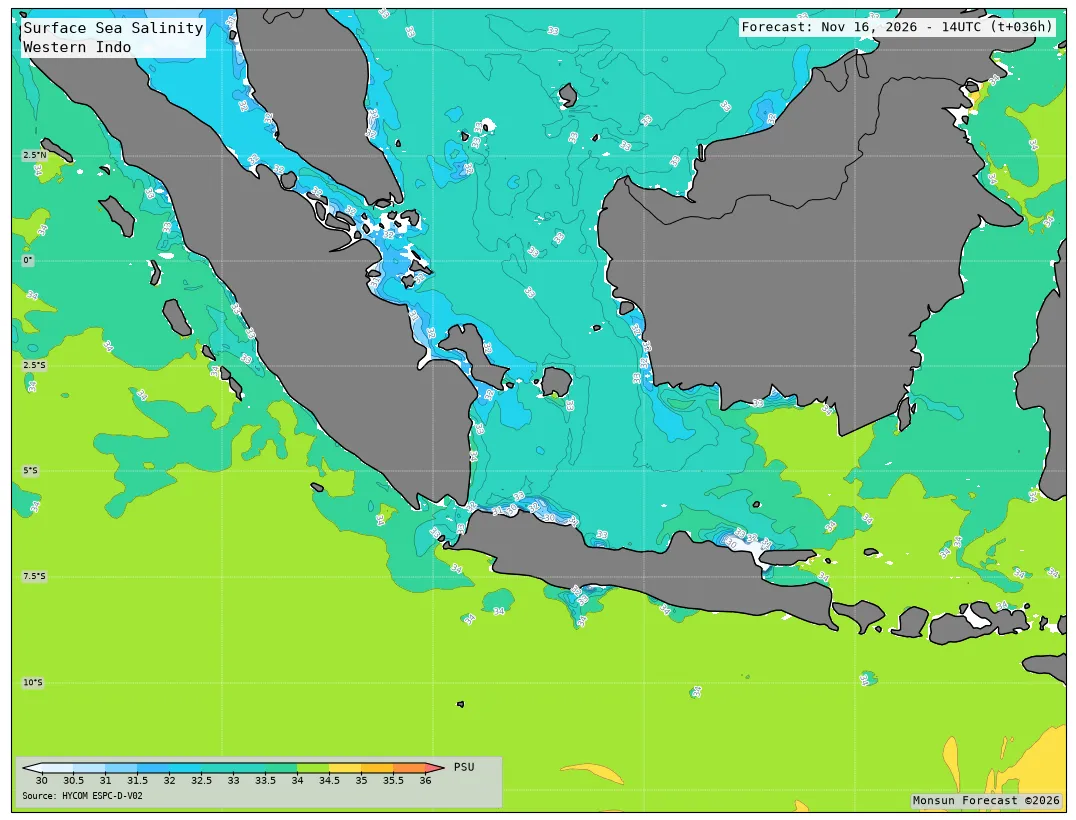 Surface Sea Salinity
Western Indo
Forecast: Nov 16, 2026 - 14UTC (t+036h)
2.5°N
0°
2.5°S
5°S
7.5°S
10°S
30 30.5 31 31.5 32 32.5 33 33.5 34 34.5 35 35.5 36 PSU
Source: HYCOM ESPC-D-V02
Monsun Forecast ©2026